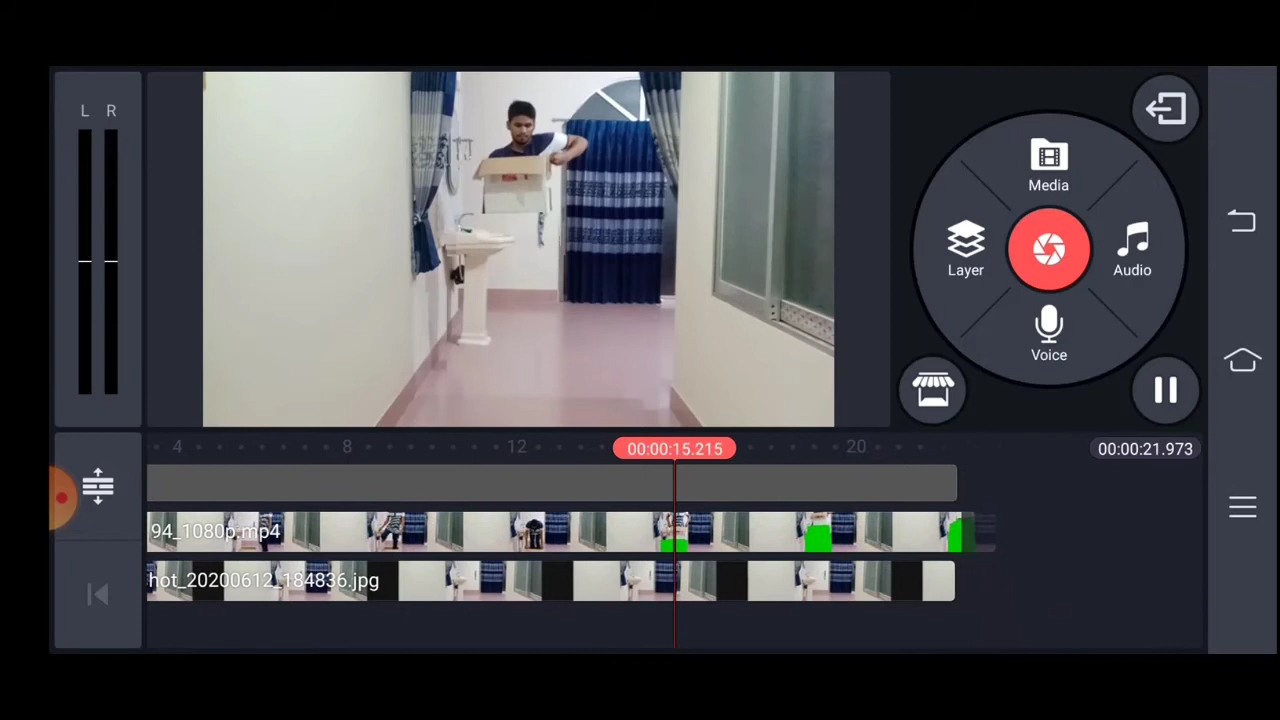 L R
Media
Layer
Audio
Voice
4 8 12 00:00:15.215 20 00:00:21.973
94_1080p.mp4
hot_20200612_184836.jpg